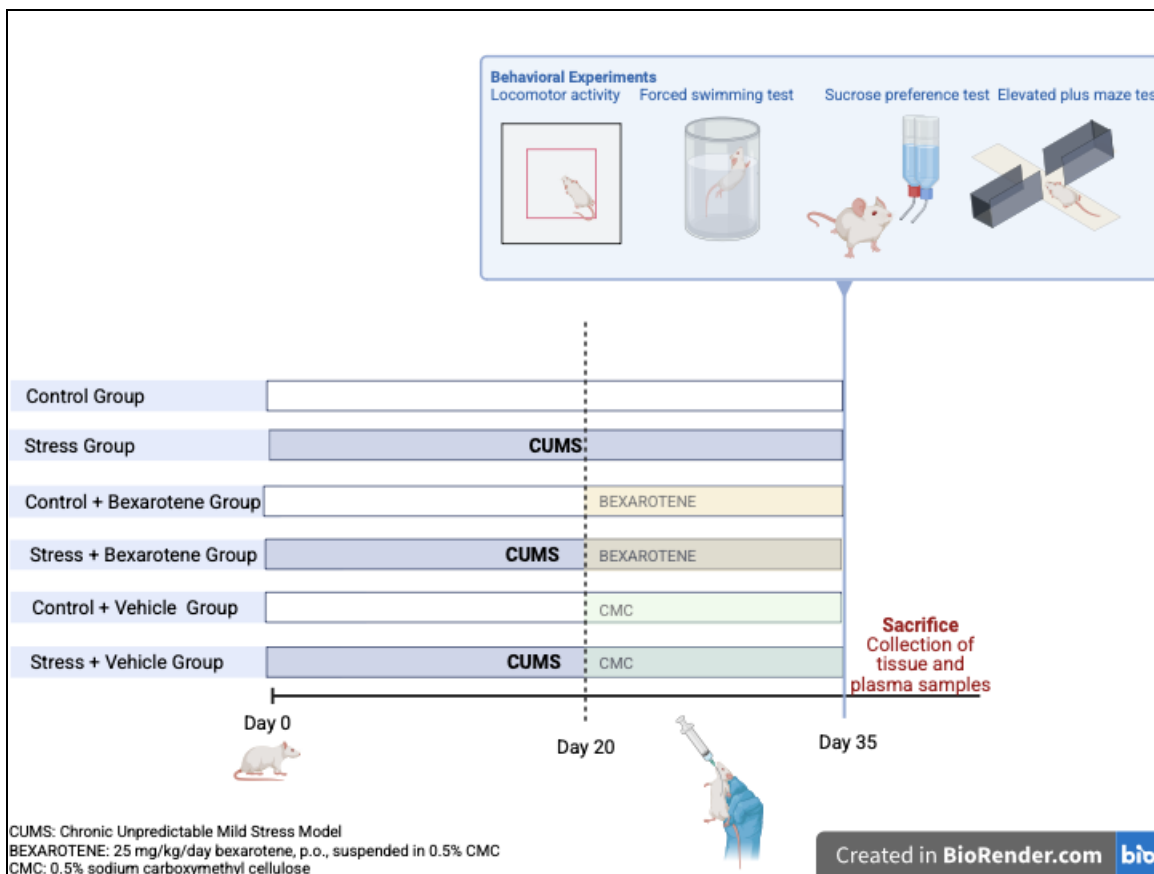 Behavioral Experiments
Locomotor activity Forced swimming test Sucrose preference test Elevated plus maze tes
Control Group
Stress Group CUMS
Control + Bexarotene Group BEXAROTENE
Stress + Bexarotene Group CUMS BEXAROTENE
Control + Vehicle Group CMC
Stress + Vehicle Group CUMS CMC
Sacrifice
Collection of
tissue and
plasma samples
Day 0
Day 20
Day 35
CUMS: Chronic Unpredictable Mild Stress Model
BEXAROTENE: 25 mg/kg/day bexarotene, p.o., suspended in 0.5% CMC
CMC: 0.5% sodium carboxymethyl cellulose
Created in BioRender.com bio